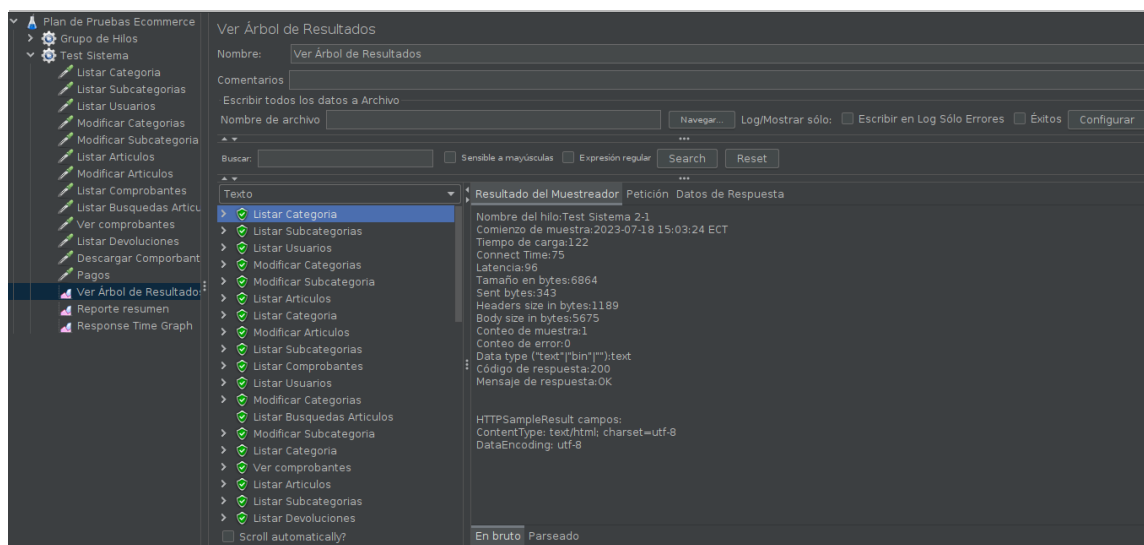 Plan de Pruebas Ecommerce
Grupo de Hilos
Test Sistema
Listar Categoria
Listar Subcategorias
Listar Usuarios
Modificar Categorias
Modificar Subcategoria
Listar Articulos
Modificar Articulos
Listar Comprobantes
Listar Busquedas Articu
Ver comprobantes
Listar Devoluciones
Descargar Comporbant
Pagos
Ver Árbol de Resultado
Reporte resumen
Response Time Graph
Ver Árbol de Resultados
Nombre: Ver Árbol de Resultados
Comentarios
Escribir todos los datos a Archivo
Nombre de archivo Navegar... Log/Mostrar sólo: Escribir en Log Sólo Errores Éxitos Configurar
Buscar: Sensible a mayúsculas Expresión regular Search Reset
Texto
Listar Categoria
Listar Subcategorias
Listar Usuarios
Modificar Categorias
Modificar Subcategoria
Listar Articulos
Listar Categoria
Modificar Articulos
Listar Subcategorias
Listar Comprobantes
Listar Usuarios
Modificar Categorias
Listar Busquedas Articulos
Modificar Subcategoria
Listar Categoria
Ver comprobantes
Listar Articulos
Listar Subcategorias
Listar Devoluciones
Scroll automatically?
Resultado del Muestreador Petición Datos de Respuesta
Nombre del hilo:Test Sistema 2-1
Comienzo de muestra:2023-07-18 15:03:24 ECT
Tiempo de carga:122
Connect Time:75
Latencia:96
Tamaño en bytes:6864
Sent bytes:343
Headers size in bytes:1189
Body size in bytes:5675
Conteo de muestra:1
Conteo de error:0
Data type ("text"|"bin"|""):text
Código de respuesta:200
Mensaje de respuesta:OK
HTTPSampleResult campos:
ContentType: text/html; charset=utf-8
DataEncoding: utf-8
En bruto Parseado